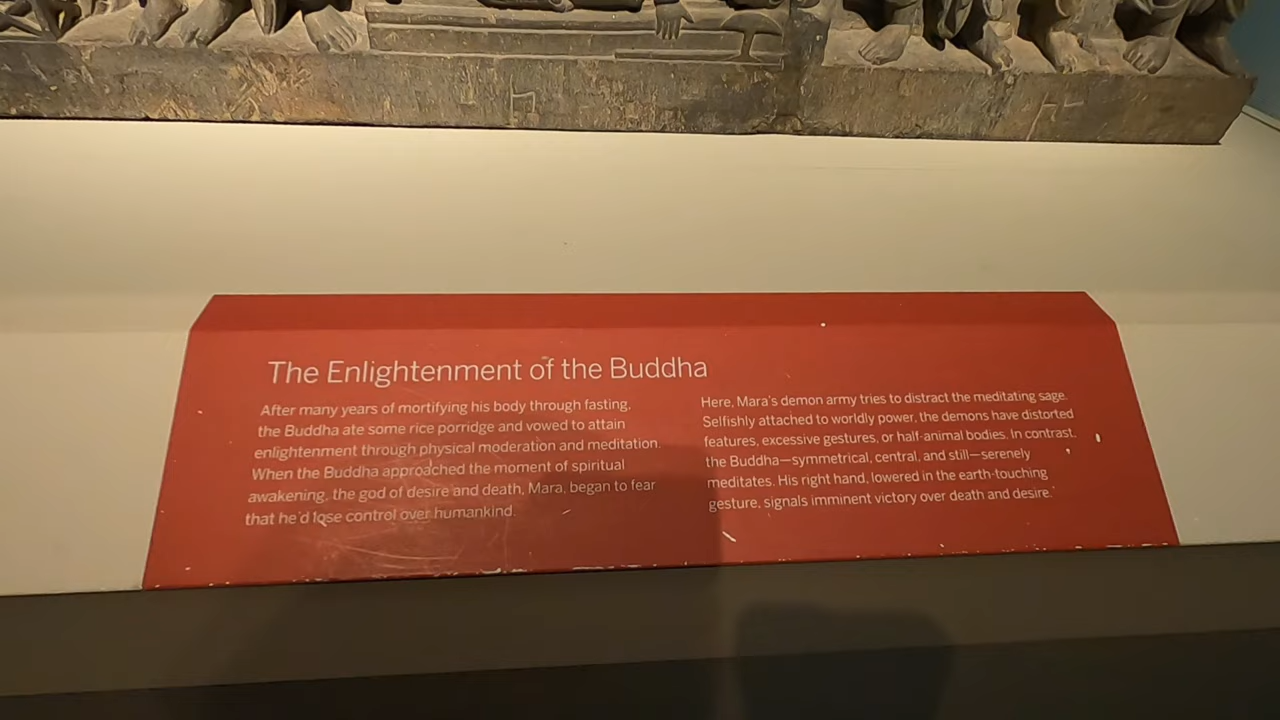 The Enlightenment of the Buddha
After many years of mortifying his body through fasting,
the Buddha ate some rice porridge and vowed to attain
enlightenment through physical moderation and meditation.
When the Buddha approached the moment of spiritual
awakening, the god of desire and death, Mara, began to fear
that he'd lose control over humankind.
Here, Mara's demon army tries to distract the meditating sage.
Selfishly attached to worldly power, the demons have distorted
features, excessive gestures, or half-animal bodies. In contrast,
the Buddha—symmetrical, central, and still—serenely
meditates. His right hand, lowered in the earth-touching
gesture, signals imminent victory over death and desire.